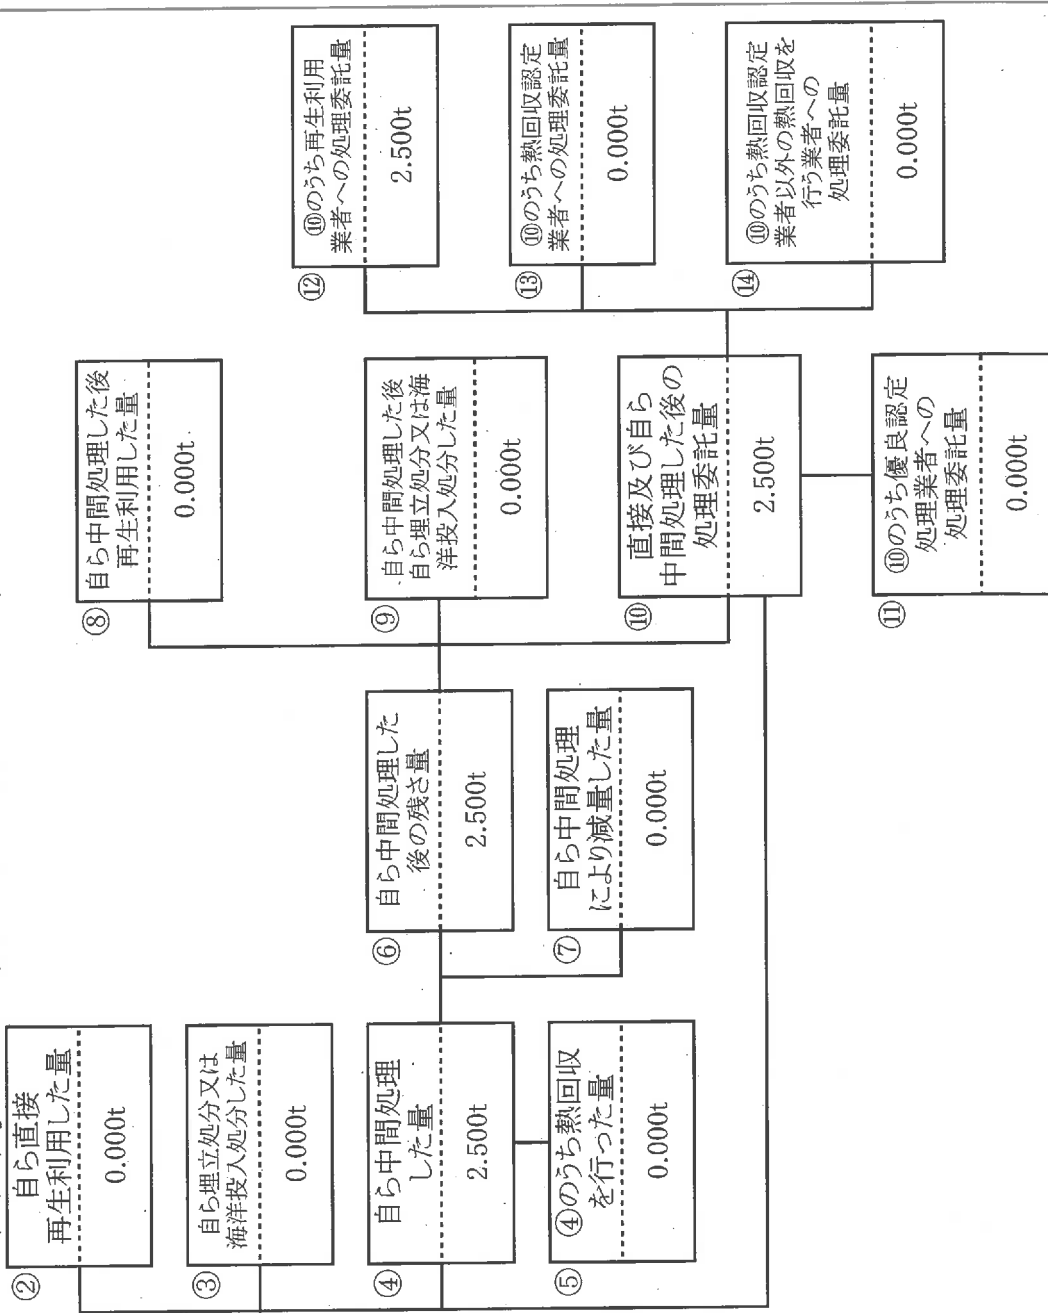 ②
自ら直接
再生利用した量
0.000t
③
自ら埋立処分又は
海洋投入処分した量
0.000t
④
自ら中間処理
した量
2.500t
⑤
④のうち熱回収
を行った量
0.000t
⑥
自ら中間処理した
後の残さ量
2.500t
⑦
自ら中間処理
により減量した量
0.000t
⑧
自ら中間処理した後
再生利用した量
0.000t
⑨
自ら中間処理した後
自ら埋立処分又は海
洋投入処分した量
0.000t
⑩
直接及び自ら
中間処理した後の
処理委託量
2.500t
⑪
⑩のうち優良認定
処理業者への
処理委託量
0.000t
⑫
⑩のうち再生利用
業者への処理委託量
2.500t
⑬
⑩のうち熱回収認定
業者への処理委託量
0.000t
⑭
⑩のうち熱回収認定
業者以外の熱回収を
行う業者への
処理委託量
0.000t